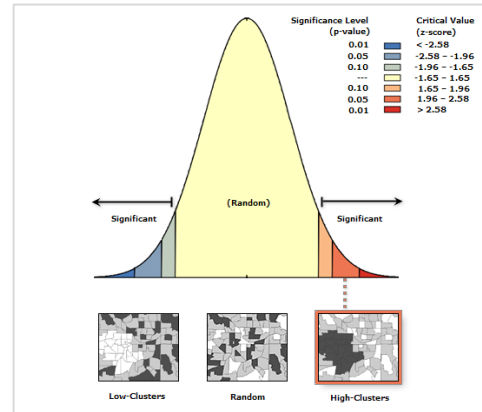 Significance Level Critical Value
(p-value) (z-score)
0.01 < -2.58
0.05 -2.58 – -1.96
0.10 -1.96 – -1.65
--- -1.65 – 1.65
0.10 1.65 – 1.96
0.05 1.96 – 2.58
0.01 > 2.58
(Random)
Significant Significant
Low-Clusters Random High-Clusters